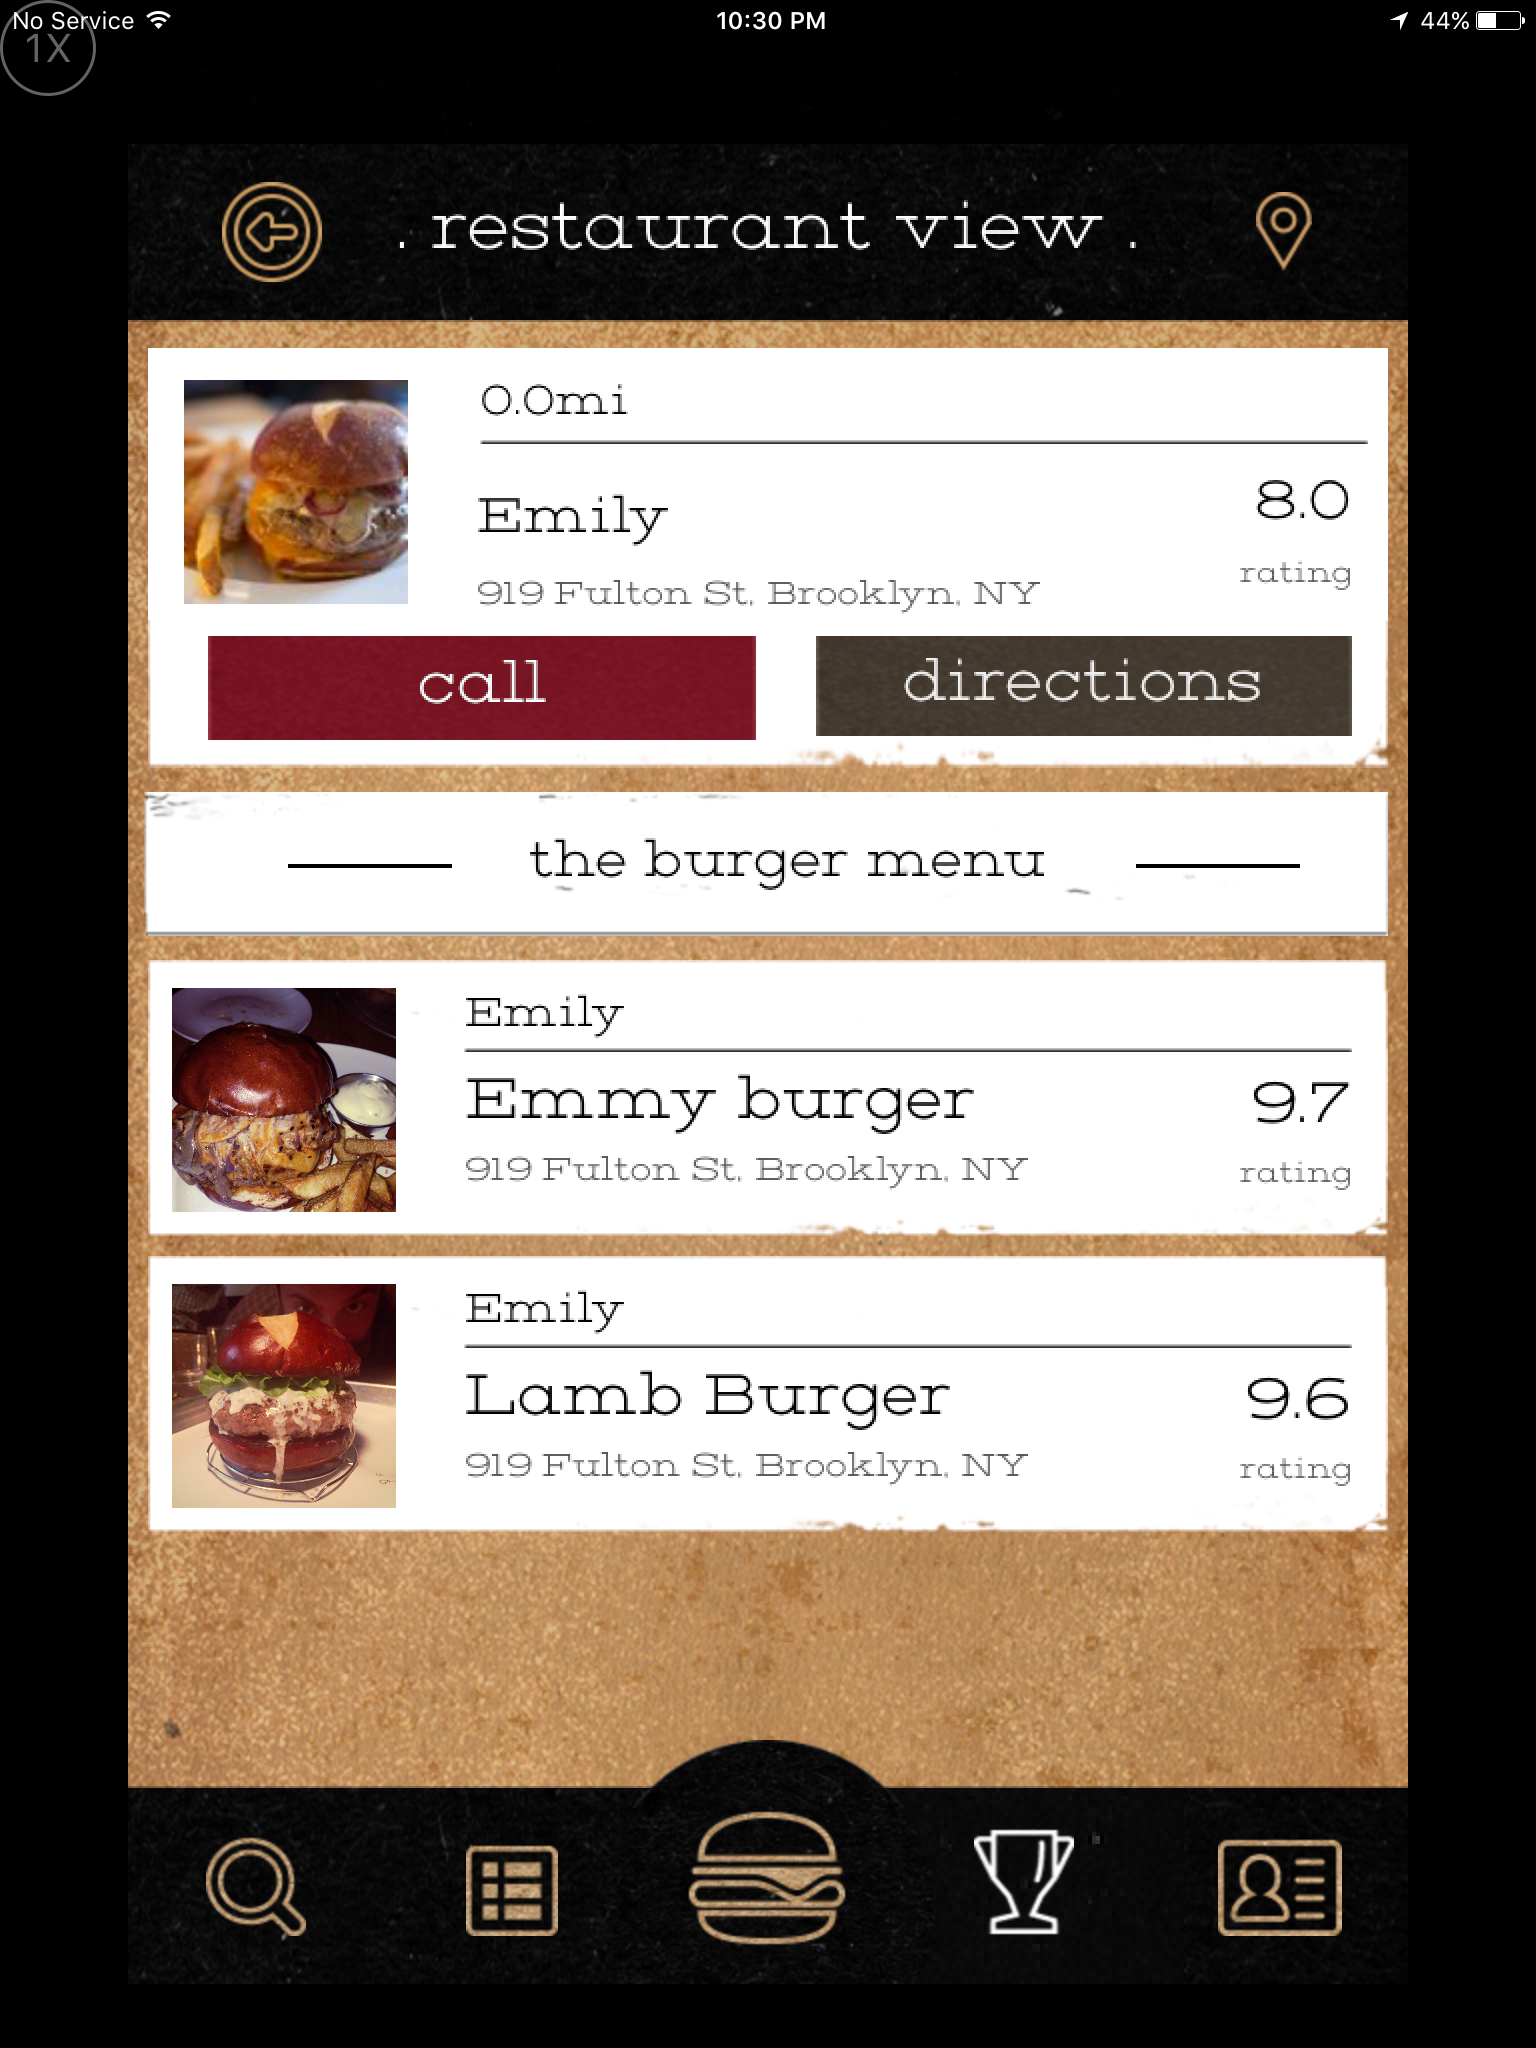 No Service 10:30 PM 44%
1X
. restaurant view .
0.0mi
Emily
8.0
919 Fulton St, Brooklyn, NY
rating
call directions
the burger menu
Emily
Emmy burger
9.7
919 Fulton St, Brooklyn, NY
rating
Emily
Lamb Burger
9.6
919 Fulton St, Brooklyn, NY
rating